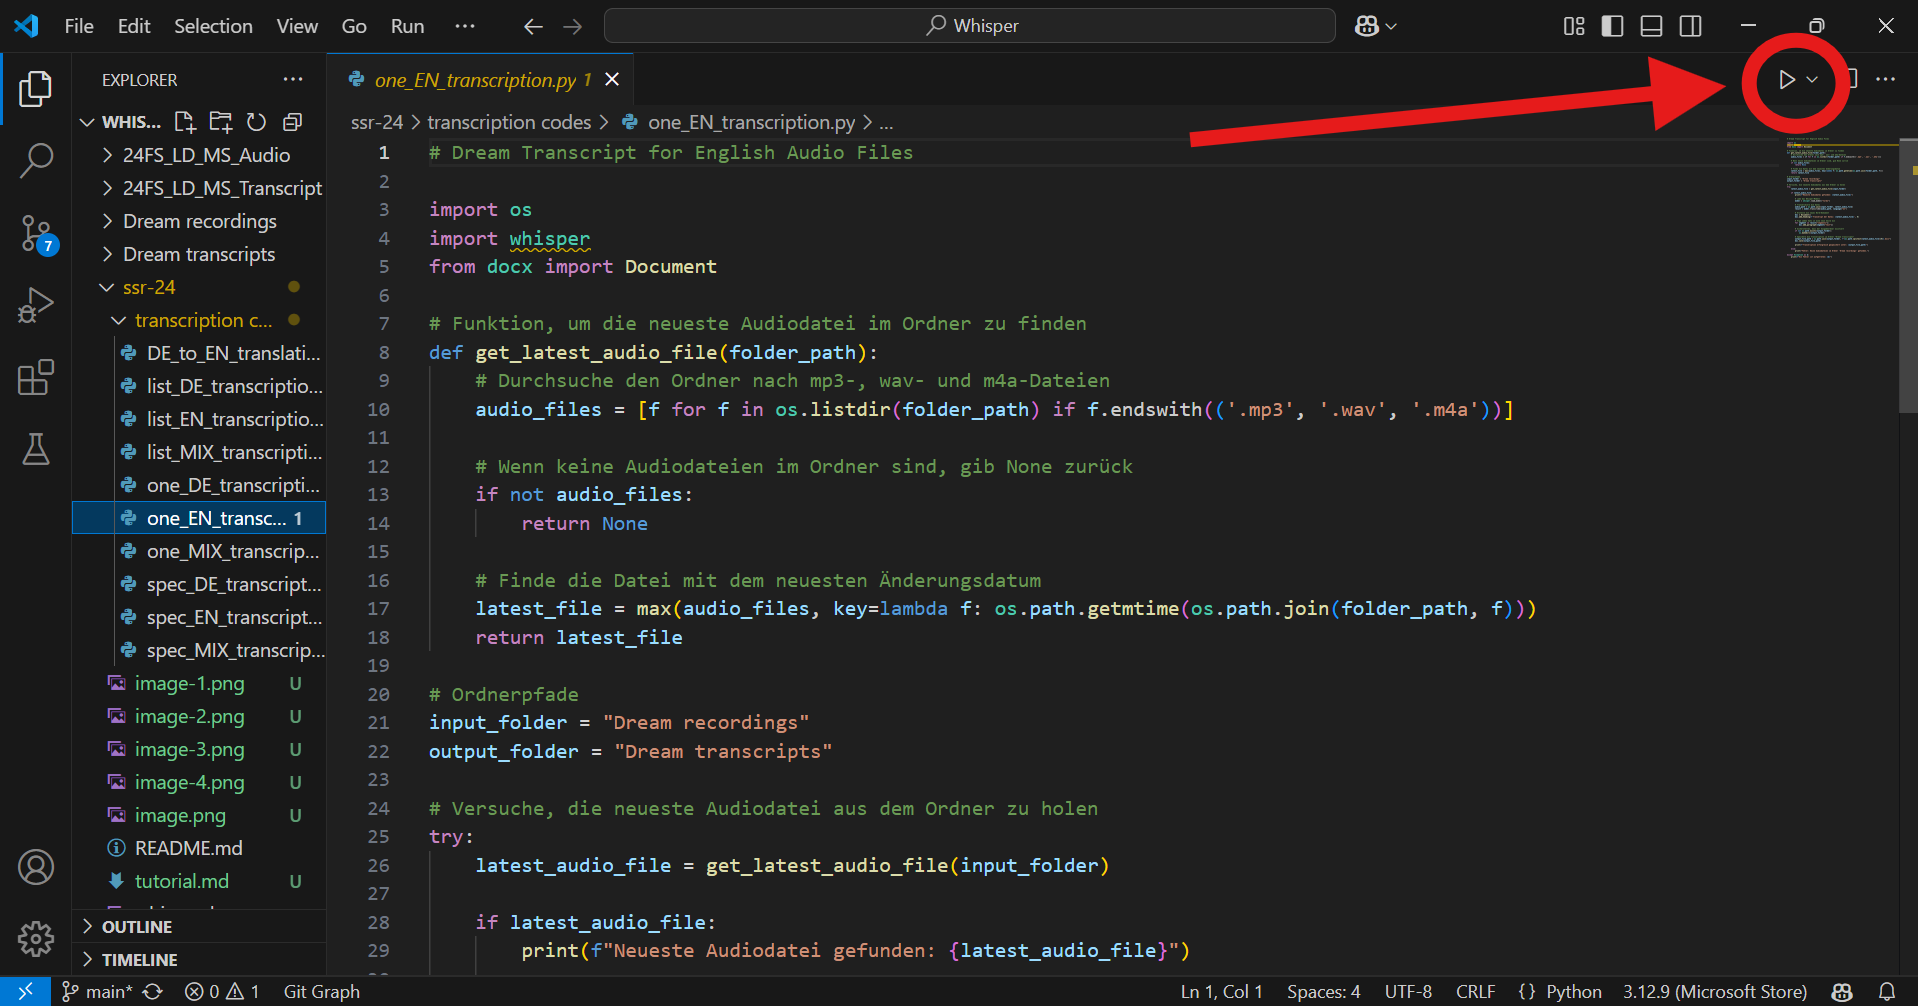 File Edit Selection View Go Run ··· Whisper
EXPLORER ···
WHIS...
24FS_LD_MS_Audio
24FS_LD_MS_Transcript
Dream recordings
Dream transcripts
ssr-24
transcription c...
DE_to_EN_translati...
list_DE_transcriptio...
list_EN_transcriptio...
list_MIX_transcripti...
one_DE_transcripti...
one_EN_transc... 1
one_MIX_transcrip...
spec_DE_transcript...
spec_EN_transcript...
spec_MIX_transcrip...
image-1.png U
image-2.png U
image-3.png U
image-4.png U
image.png U
README.md
tutorial.md U
OUTLINE
TIMELINE
one_EN_transcription.py 1
ssr-24 > transcription codes > one_EN_transcription.py > ...
1 # Dream Transcript for English Audio Files
2
3 import os
4 import whisper
5 from docx import Document
6
7 # Funktion, um die neueste Audiodatei im Ordner zu finden
8 def get_latest_audio_file(folder_path):
9 # Durchsuche den Ordner nach mp3-, wav- und m4a-Dateien
10 audio_files = [f for f in os.listdir(folder_path) if f.endswith(('.mp3', '.wav', '.m4a'))]
11
12 # Wenn keine Audiodateien im Ordner sind, gib None zurück
13 if not audio_files:
14 return None
15
16 # Finde die Datei mit dem neuesten Änderungsdatum
17 latest_file = max(audio_files, key=lambda f: os.path.getmtime(os.path.join(folder_path, f)))
18 return latest_file
19
20 # Ordnerpfade
21 input_folder = "Dream recordings"
22 output_folder = "Dream transcripts"
23
24 # Versuche, die neueste Audiodatei aus dem Ordner zu holen
25 try:
26 latest_audio_file = get_latest_audio_file(input_folder)
27
28 if latest_audio_file:
29 print(f"Neueste Audiodatei gefunden: {latest_audio_file}")
7
main* 0 1 Git Graph Ln 1, Col 1 Spaces: 4 UTF-8 CRLF {} Python 3.12.9 (Microsoft Store)